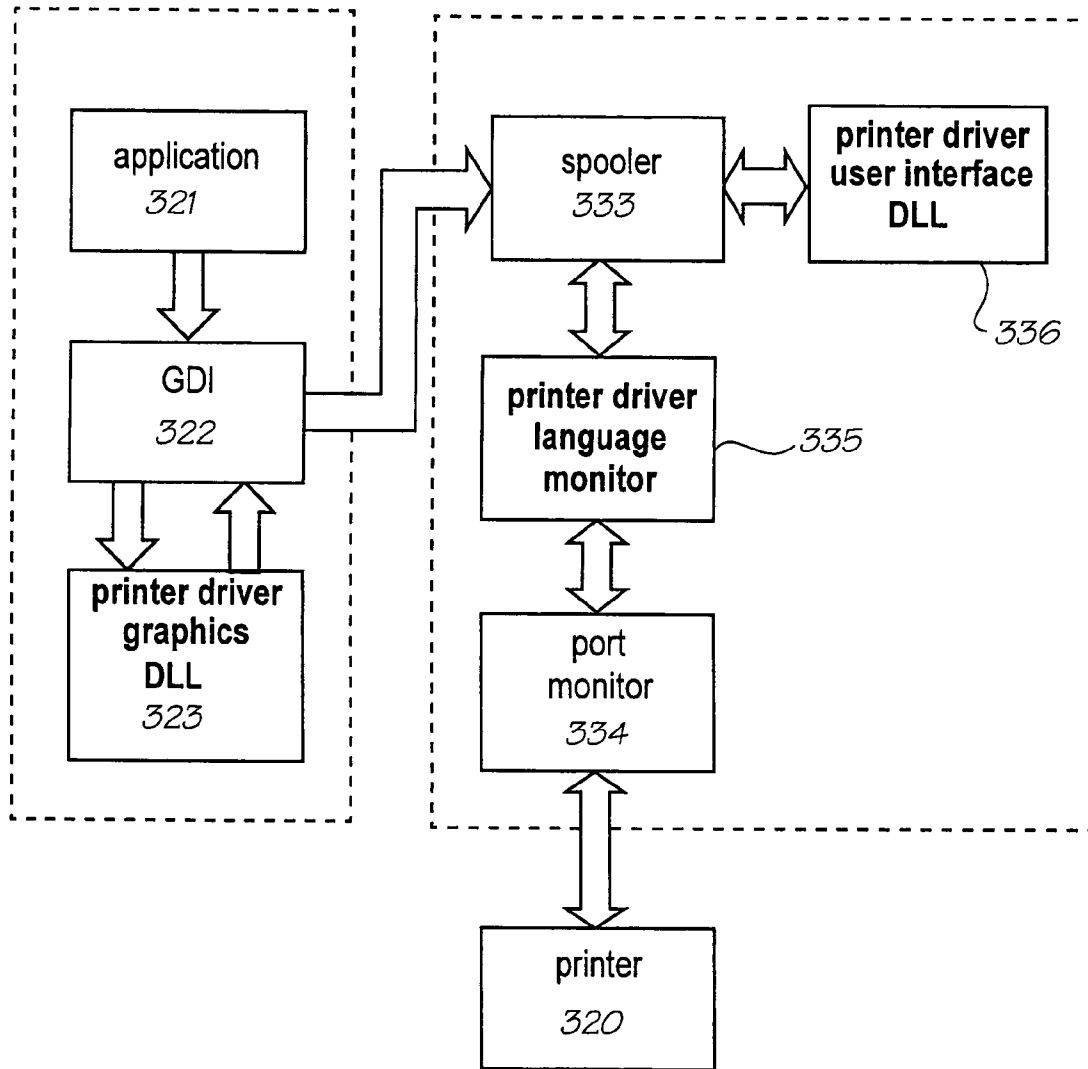 application
321
GDI
322
printer driver
graphics
DLL
323
spooler
333
printer driver
user interface
DLL
336
printer driver
language
monitor
335
port
monitor
334
printer
320